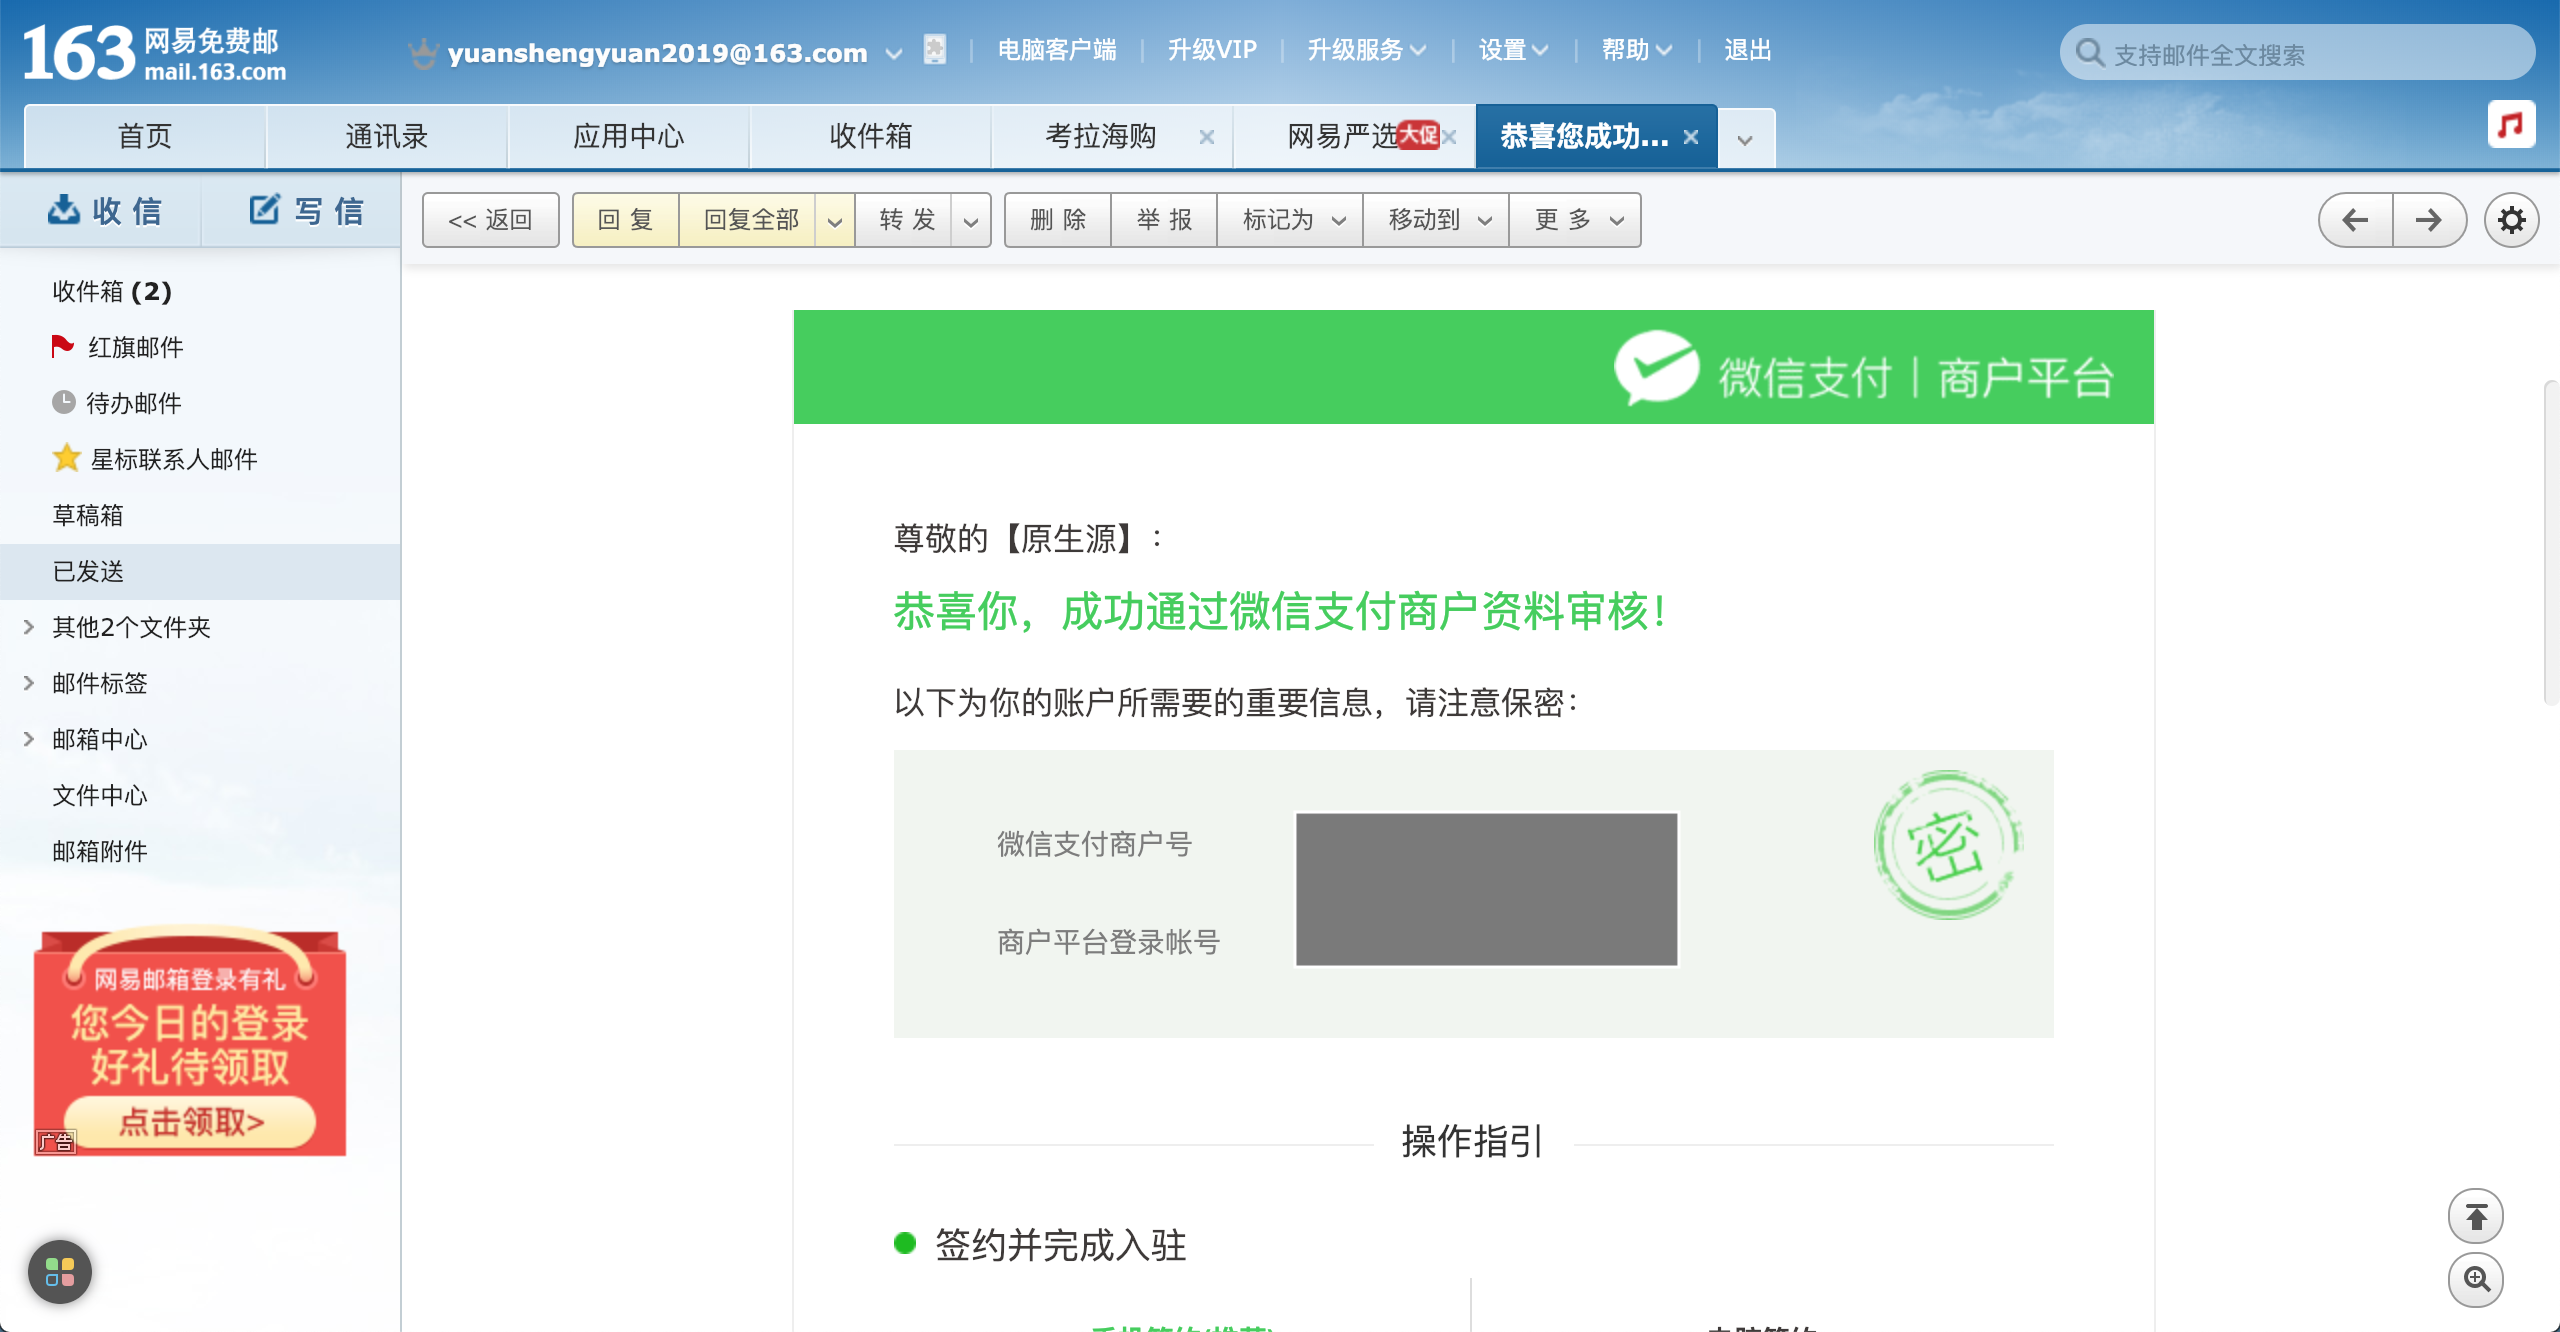 163 网易免费邮
mail.163.com
yuanshengyuan2019@163.com
电脑客户端 | 升级VIP | 升级服务 | 设置 | 帮助 | 退出
支持邮件全文搜索
首页
通讯录
应用中心
收件箱
考拉海购
网易严选
大促
恭喜您成功...
收 信
写 信
<< 返回
回 复
回复全部
转 发
删 除
举 报
标记为
移动到
更 多
收件箱 (2)
红旗邮件
待办邮件
星标联系人邮件
草稿箱
已发送
其他2个文件夹
邮件标签
邮箱中心
文件中心
邮箱附件
网易邮箱登录有礼
您今日的登录
好礼待领取
点击领取>
广告
微信支付｜商户平台
尊敬的【原生源】：
恭喜你，成功通过微信支付商户资料审核！
以下为你的账户所需要的重要信息，请注意保密：
微信支付商户号
商户平台登录帐号
密
操作指引
签约并完成入驻
手机签约(推荐)
电脑签约